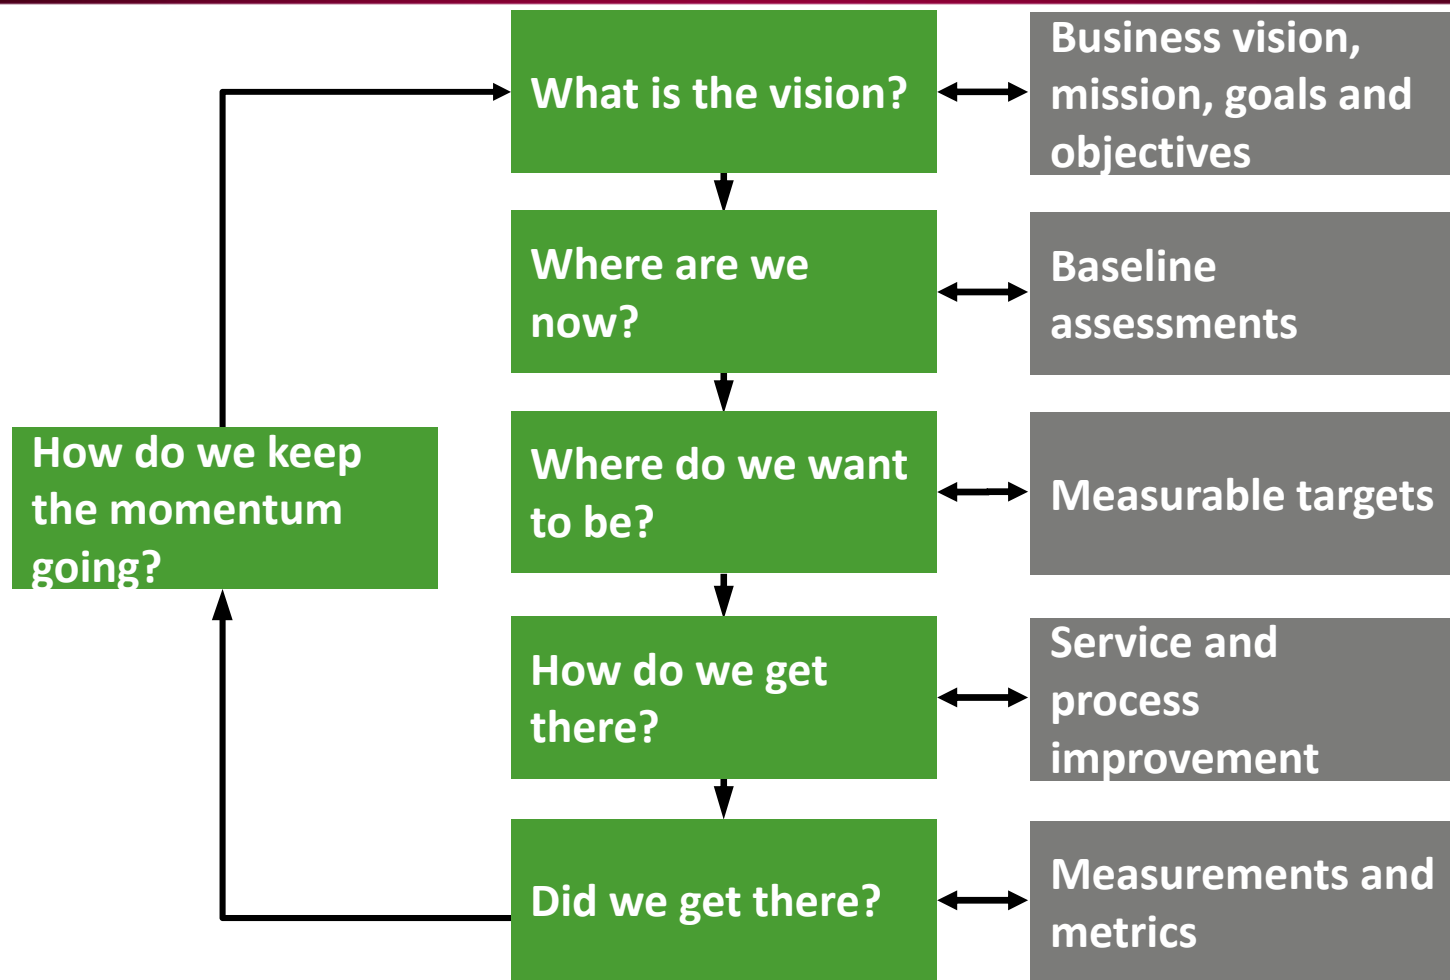 What is the vision?
Business vision,
mission, goals and
objectives
Where are we
now?
Baseline
assessments
How do we keep
the momentum
going?
Where do we want
to be?
Measurable targets
How do we get
there?
Service and
process
improvement
Did we get there?
Measurements and
metrics